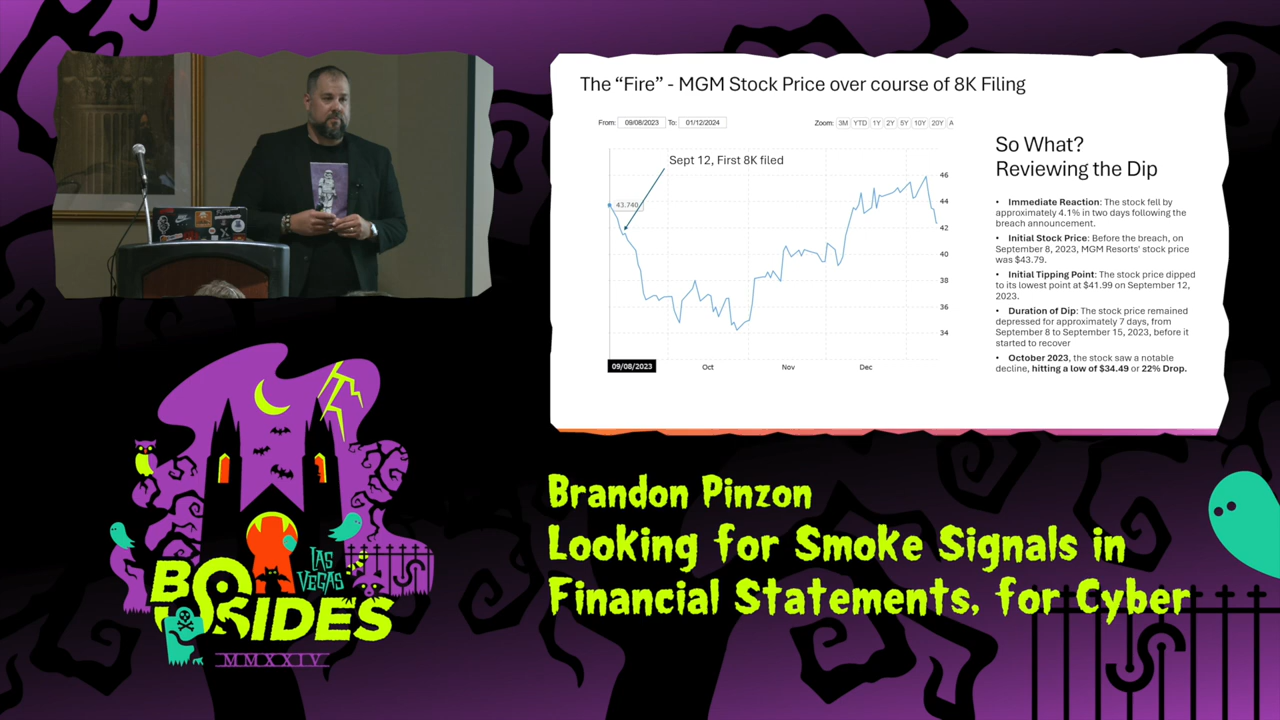 The “Fire” - MGM Stock Price over course of 8K Filing
From: 09/08/2023 To: 01/12/2024
Zoom: 3M YTD 1Y 2Y 5Y 10Y 20Y A
Sept 12, First 8K filed
43.740
46
44
42
40
38
36
34
09/08/2023
Oct
Nov
Dec
So What?
Reviewing the Dip
• Immediate Reaction: The stock fell by
approximately 4.1% in two days following the
breach announcement.
• Initial Stock Price: Before the breach, on
September 8, 2023, MGM Resorts' stock price
was $43.79.
• Initial Tipping Point: The stock price dipped
to its lowest point at $41.99 on September 12,
2023.
• Duration of Dip: The stock price remained
depressed for approximately 7 days, from
September 8 to September 15, 2023, before it
started to recover
• October 2023, the stock saw a notable
decline, hitting a low of $34.49 or 22% Drop.
LAS
VEGAS
BSIDES
MMXXIV
Brandon Pinzon
Looking for Smoke Signals in
Financial Statements, for Cyber